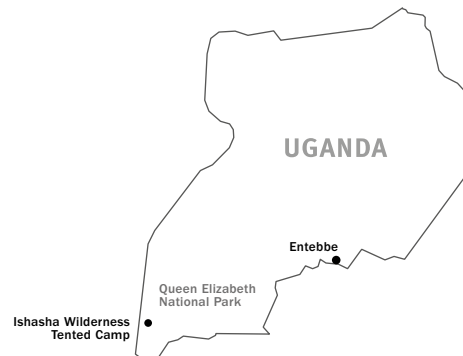 UGANDA
Entebbe
Queen Elizabeth
National Park
Ishasha Wilderness
Tented Camp